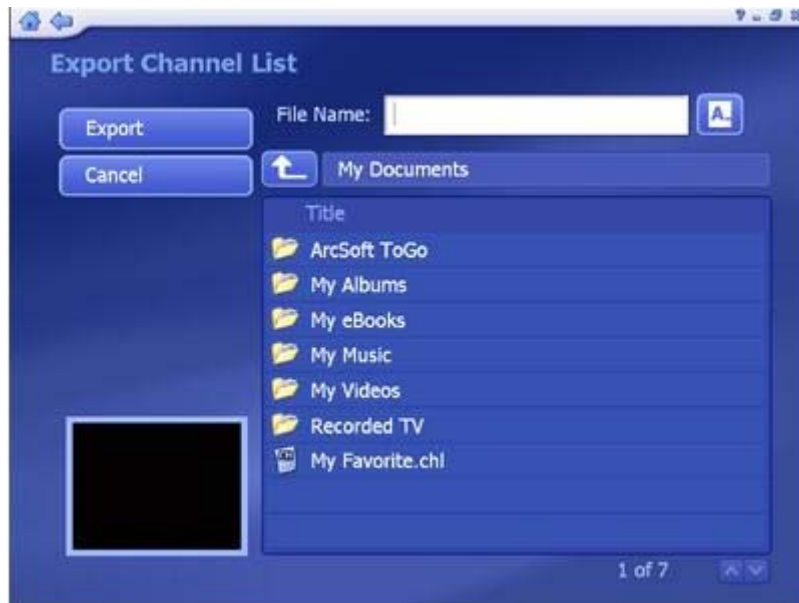 Export Channel List
Export
Cancel
File Name:
A
My Documents
Title
ArcSoft ToGo
My Albums
My eBooks
My Music
My Videos
Recorded TV
My Favorite.chl
1 of 7